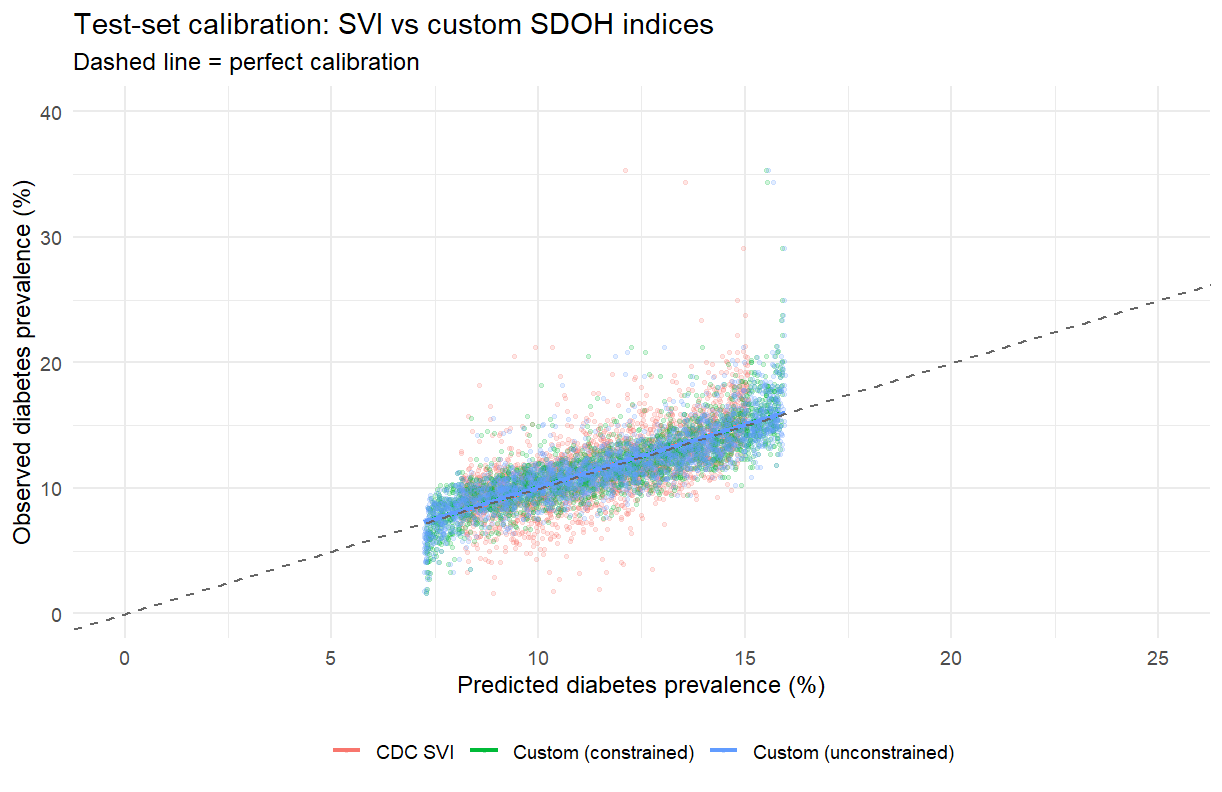 Test-set calibration: SVI vs custom SDOH indices
Dashed line = perfect calibration
Observed diabetes prevalence (%)
40
30
20
10
0
0 5 10 15 20 25
Predicted diabetes prevalence (%)
CDC SVI Custom (constrained) Custom (unconstrained)